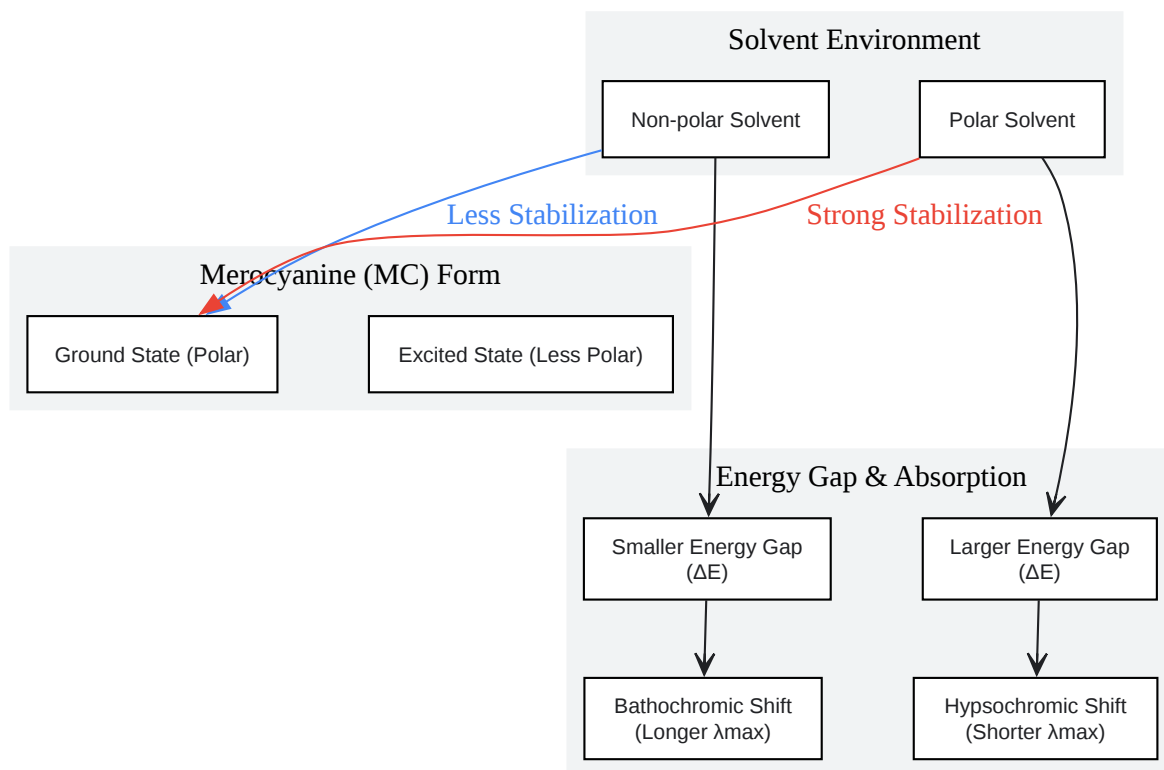 Solvent Environment
Non-polar Solvent
Polar Solvent
Less Stabilization
Strong Stabilization
Merocyanine (MC) Form
Ground State (Polar)
Excited State (Less Polar)
Energy Gap & Absorption
Smaller Energy Gap
(ΔE)
Larger Energy Gap
(ΔE)
Bathochromic Shift
(Longer λmax)
Hypsochromic Shift
(Shorter λmax)